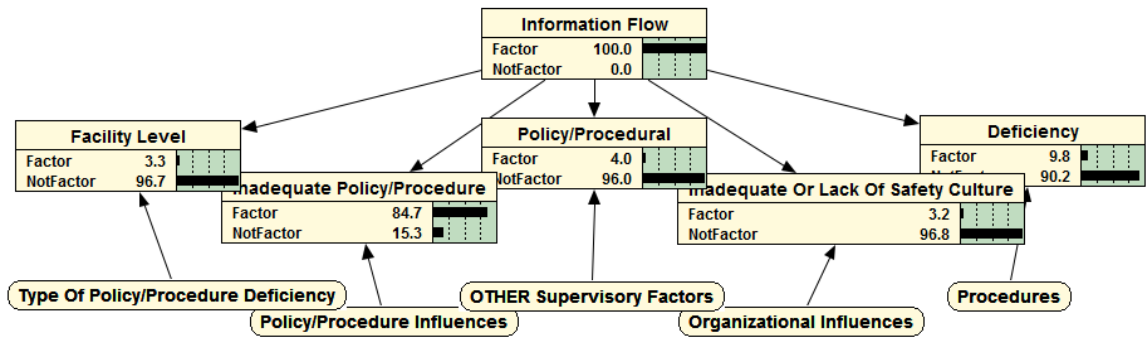 Information Flow
Factor 100.0
NotFactor 0.0
Facility Level
Factor 3.3
NotFactor 96.7
Inadequate Policy/Procedure
Factor 84.7
NotFactor 15.3
Policy/Procedural
Factor 4.0
NotFactor 96.0
Inadequate Or Lack Of Safety Culture
Factor 3.2
NotFactor 96.8
Deficiency
Factor 9.8
90.2
Type Of Policy/Procedure Deficiency
Policy/Procedure Influences
OTHER Supervisory Factors
Organizational Influences
Procedures